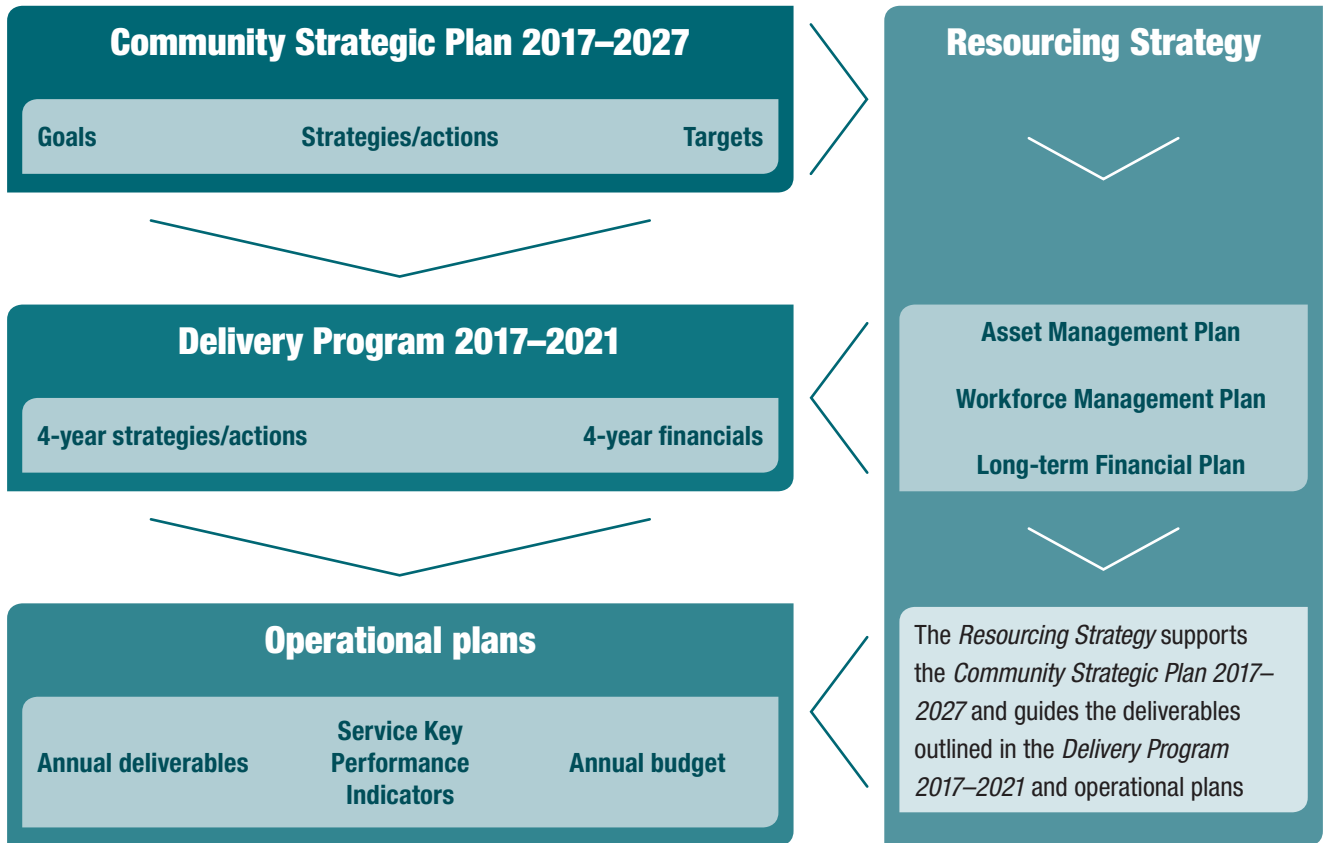 Community Strategic Plan 2017–2027
Goals
Strategies/actions
Targets
Delivery Program 2017–2021
4-year strategies/actions
4-year financials
Operational plans
Annual deliverables
Service Key
Performance
Indicators
Annual budget
Resourcing Strategy
Asset Management Plan
Workforce Management Plan
Long-term Financial Plan
The Resourcing Strategy supports
the Community Strategic Plan 2017–
2027 and guides the deliverables
outlined in the Delivery Program
2017–2021 and operational plans